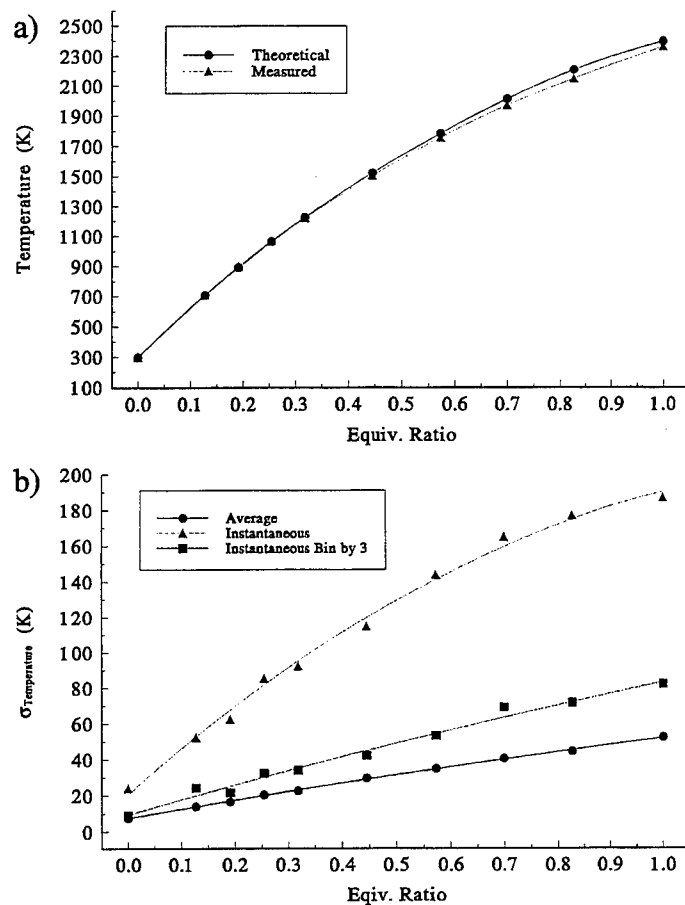 a)
2500
2300
2100
1900
1700
1500
1300
1100
900
700
500
300
100
Temperature (K)
Theoretical
Measured
0.0 0.1 0.2 0.3 0.4 0.5 0.6 0.7 0.8 0.9 1.0
Equiv. Ratio
b)
200
180
160
140
120
100
80
60
40
20
0
σTemperature (K)
Average
Instantaneous
Instantaneous Bin by 3
0.0 0.1 0.2 0.3 0.4 0.5 0.6 0.7 0.8 0.9 1.0
Eqiv. Ratio